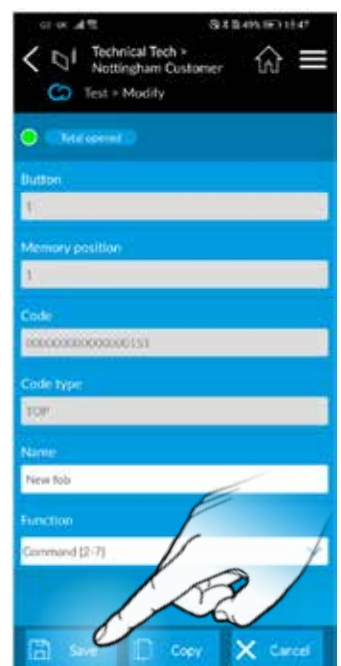 Technical Tech >
Nottingham Customer
Test > Modify
Total opened
Button
1
Memory position
1
Code
Code type
TOP
Name
New fob
Function
Command [2-7]
Save
Copy
Cancel